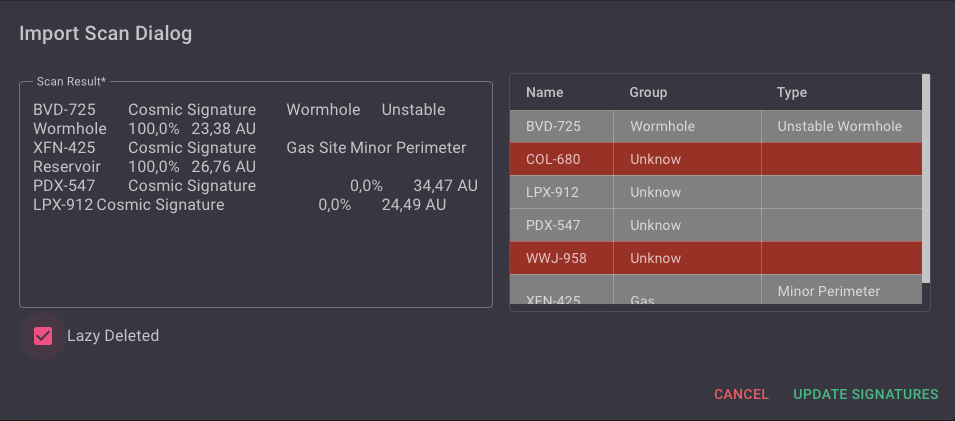 Import Scan Dialog
Scan Result*
BVD-725 Cosmic Signature Wormhole Unstable
Wormhole 100,0% 23,38 AU
XFN-425 Cosmic Signature Gas Site Minor Perimeter
Reservoir 100,0% 26,76 AU
PDX-547 Cosmic Signature 0,0% 34,47 AU
LPX-912 Cosmic Signature 0,0% 24,49 AU
Name Group Type
BVD-725 Wormhole Unstable Wormhole
COL-680 Unknow
LPX-912 Unknow
PDX-547 Unknow
WWJ-958 Unknow
XFN-425 Gas Minor Perimeter
Lazy Deleted
CANCEL UPDATE SIGNATURES